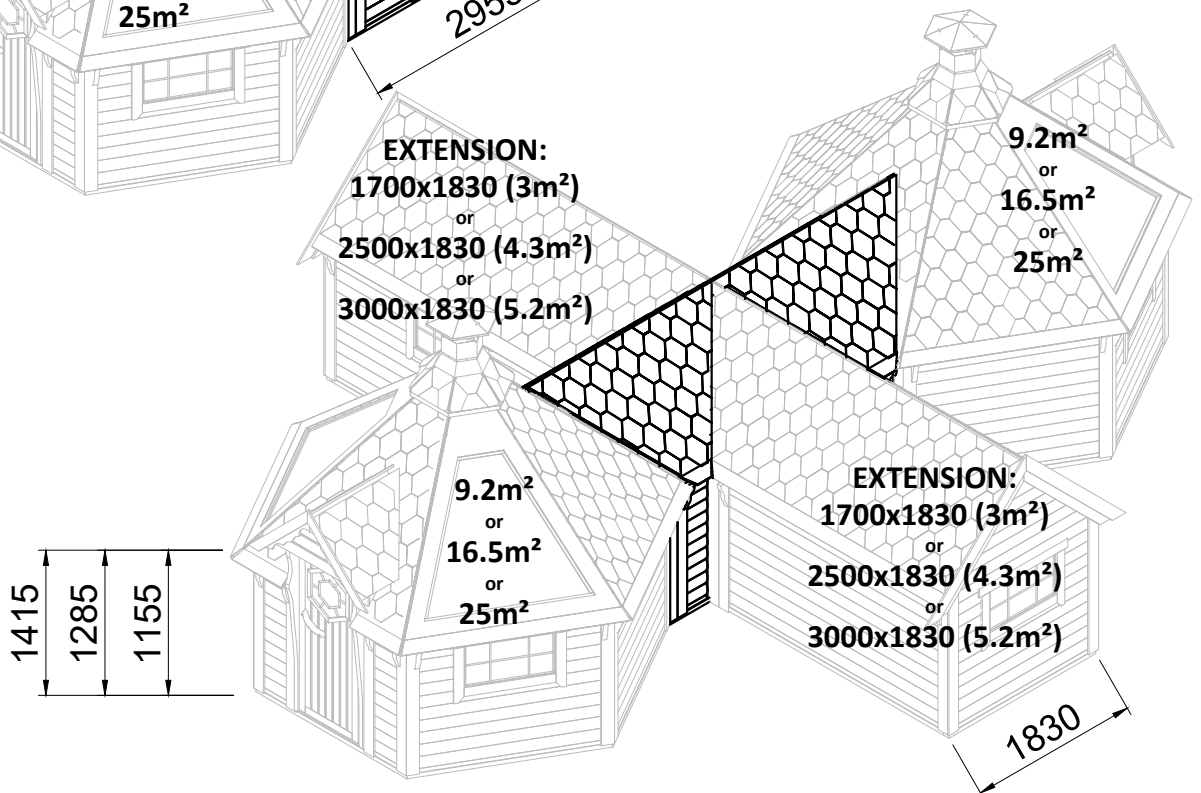 25m²
EXTENSION:
1700x1830 (3m²)
or
2500x1830 (4.3m²)
or
3000x1830 (5.2m²)
9.2m²
or
16.5m²
or
25m²
9.2m²
or
16.5m²
or
25m²
EXTENSION:
1700x1830 (3m²)
or
2500x1830 (4.3m²)
or
3000x1830 (5.2m²)
1415
1285
1155
1830